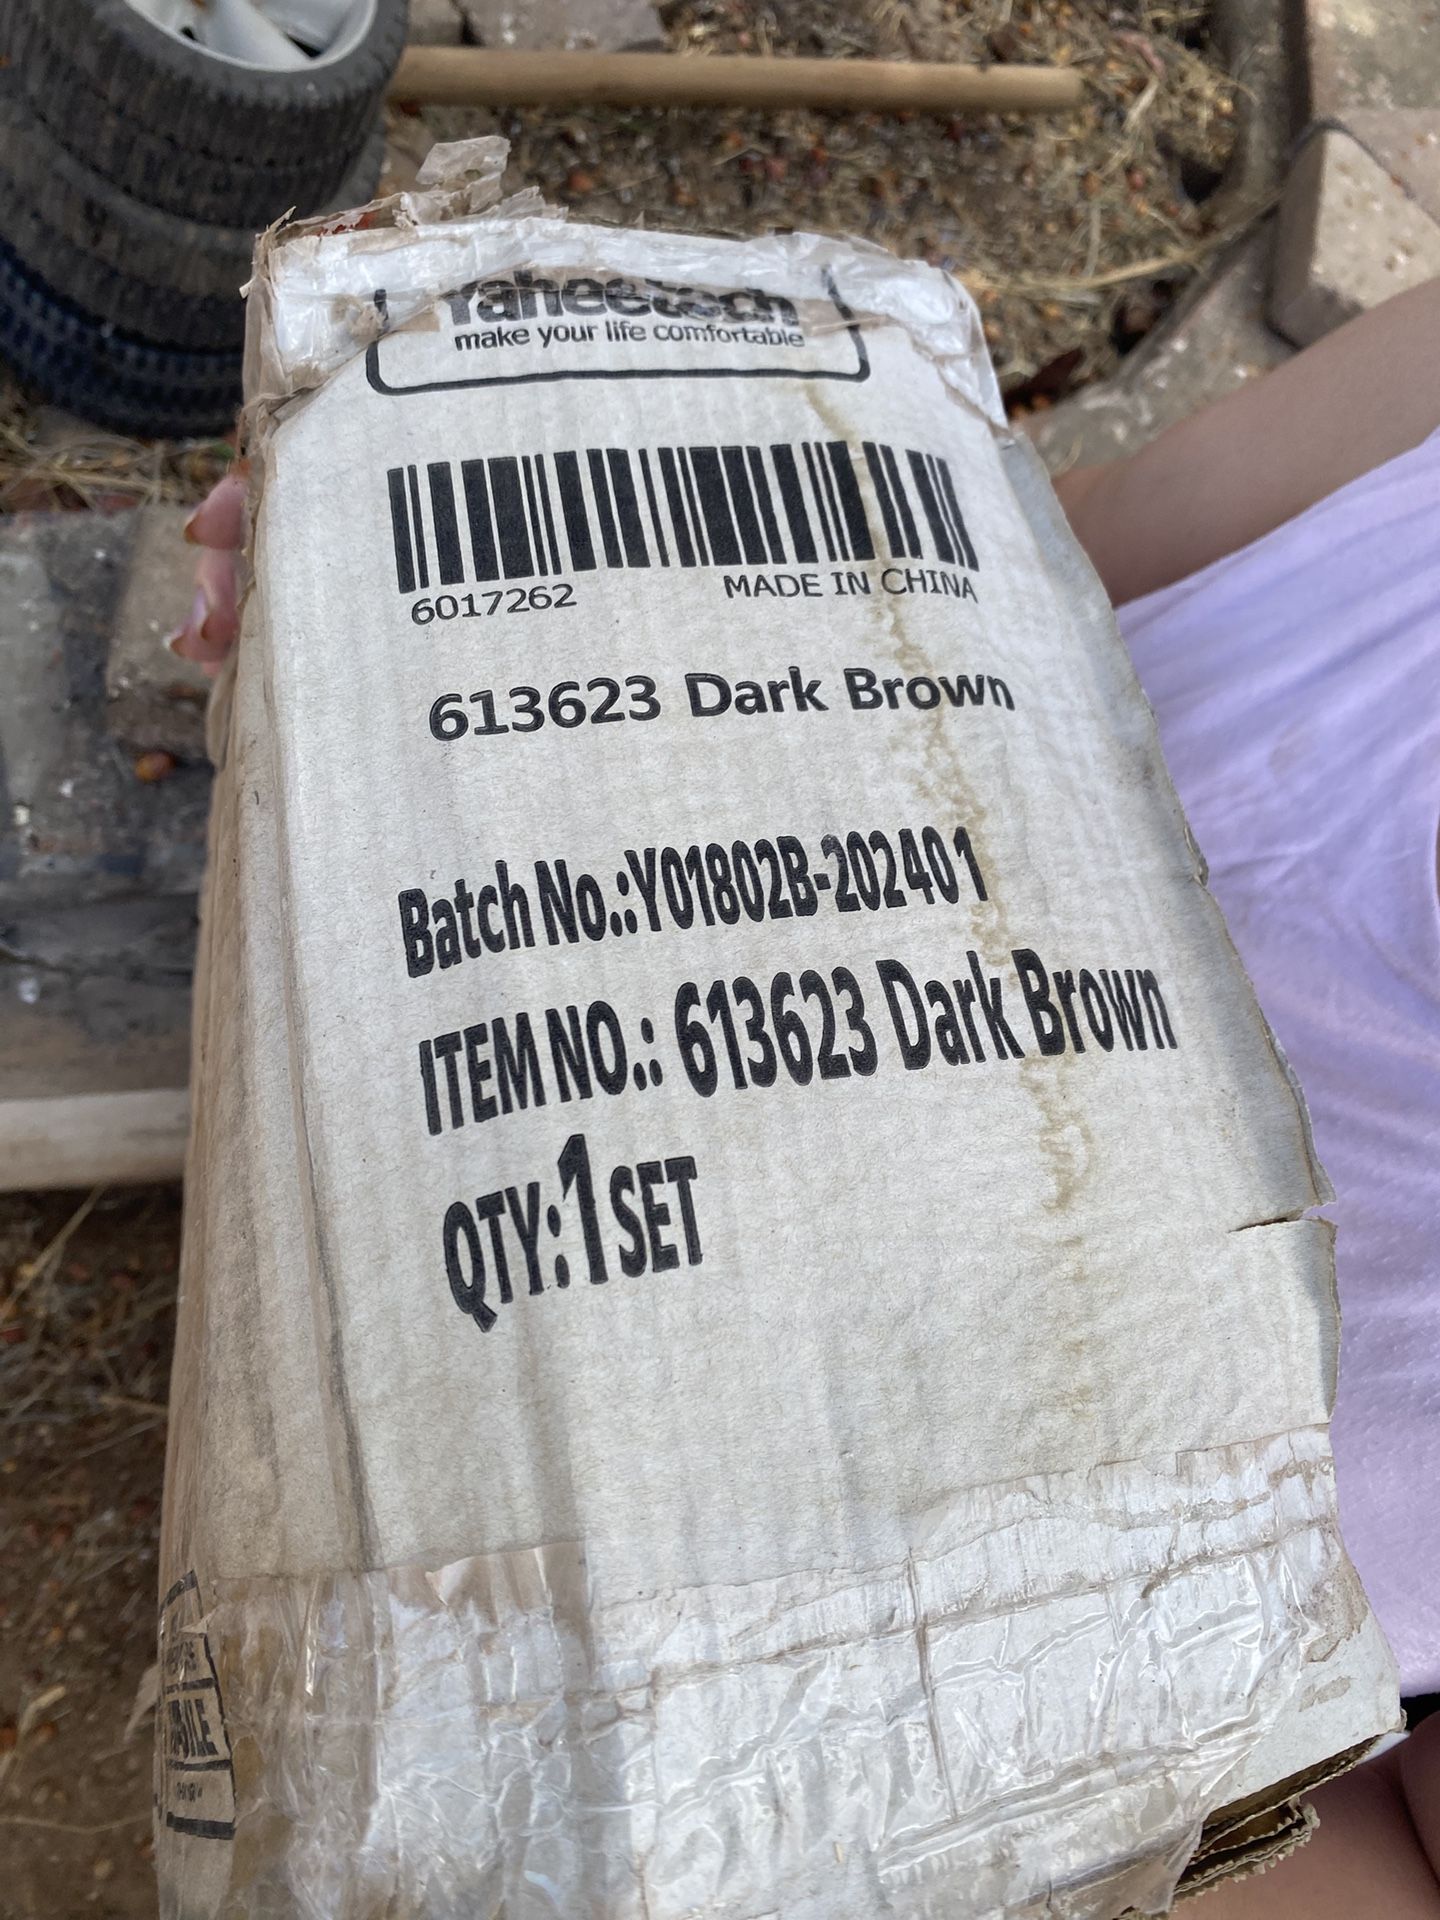 Yaheetech
make your life comfortable
6017262
MADE IN CHINA
613623 Dark Brown
Batch No.:Y01802B-202401
ITEM NO.: 613623 Dark Brown
QTY:1SET